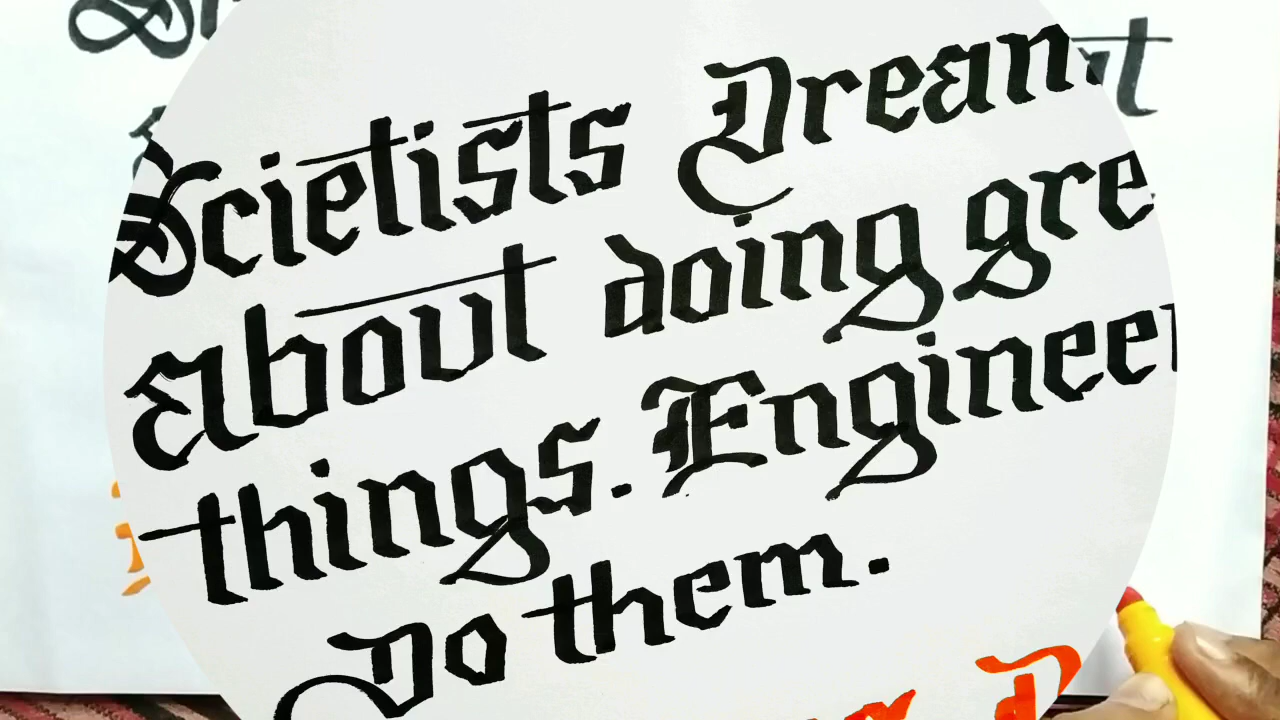 Scietists Dream
About doing gre
things. Engineer
Do them.